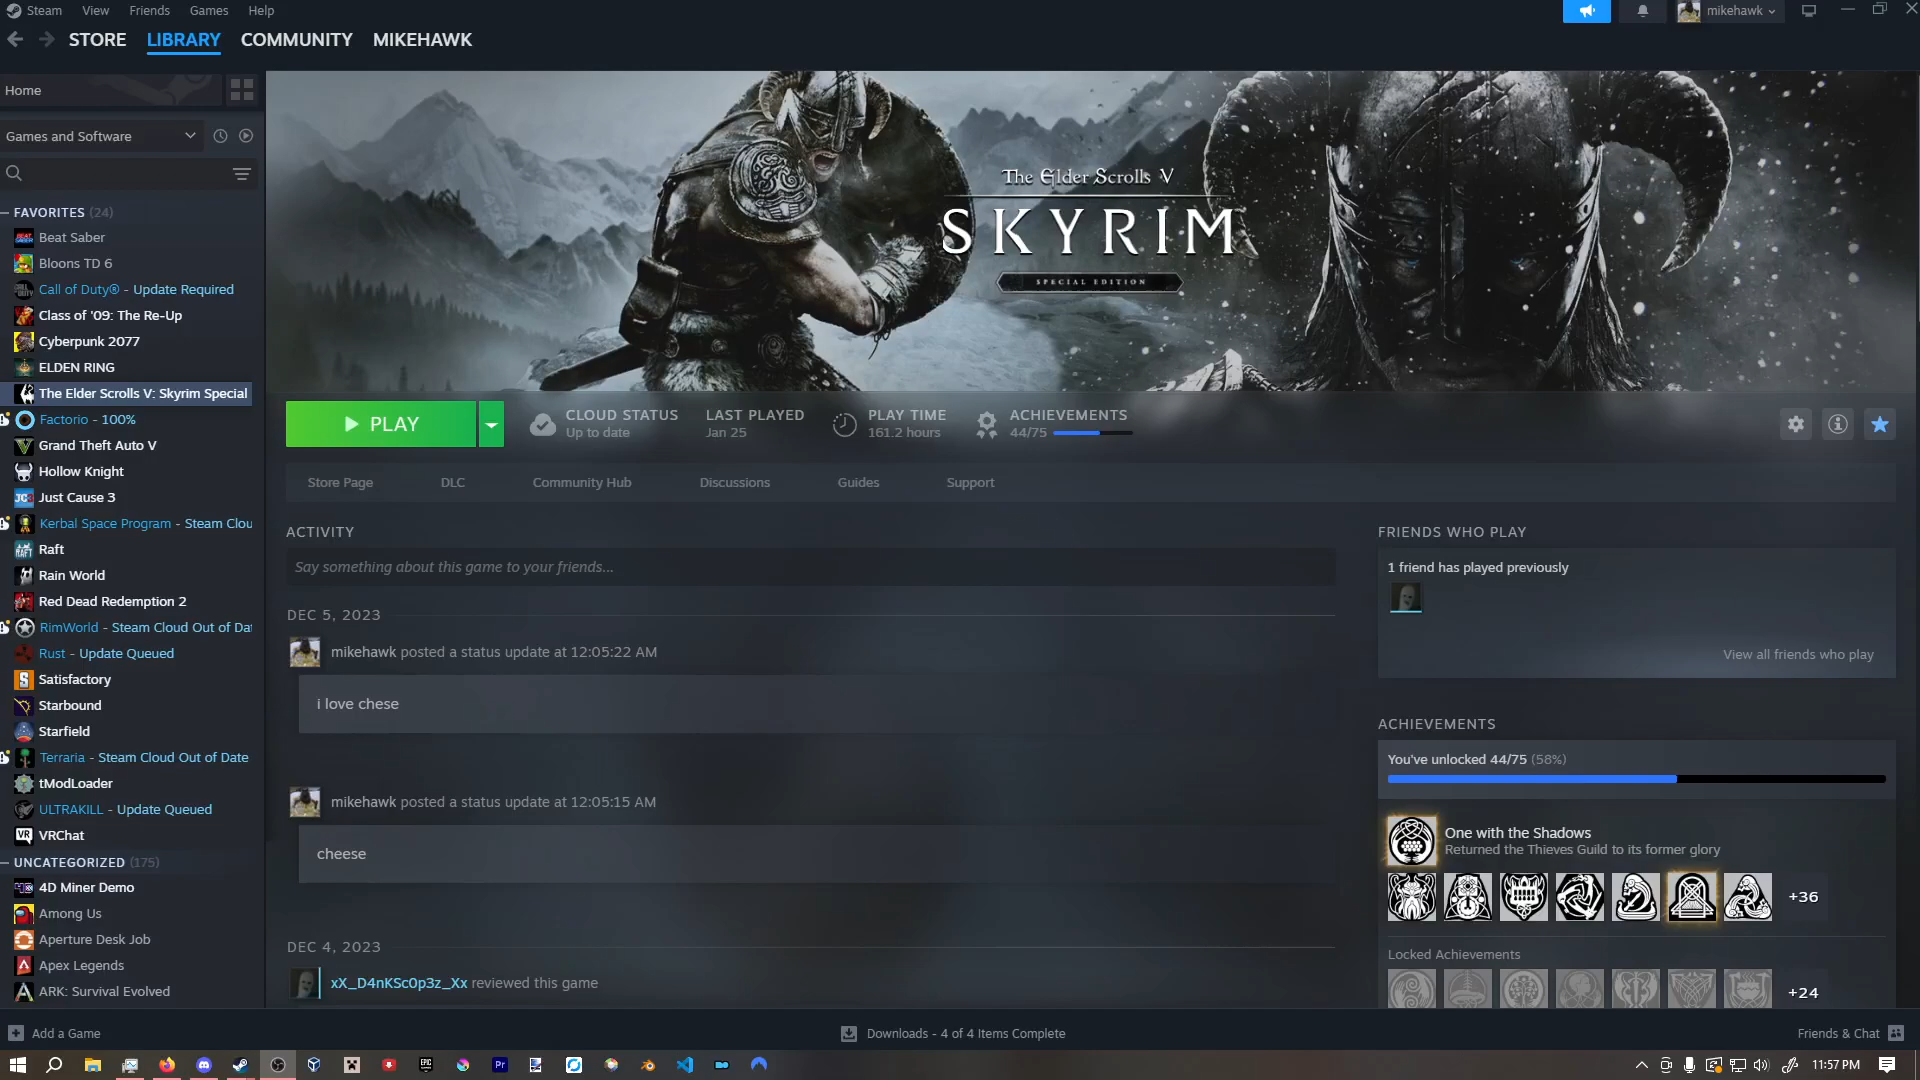 Steam View Friends Games Help
mikehawk
STORE LIBRARY COMMUNITY MIKEHAWK
Home
Games and Software
FAVORITES (24)
Beat Saber
Bloons TD 6
Call of Duty® - Update Required
Class of '09: The Re-Up
Cyberpunk 2077
ELDEN RING
The Elder Scrolls V: Skyrim Special
Factorio - 100%
Grand Theft Auto V
Hollow Knight
Just Cause 3
Kerbal Space Program - Steam Clou
Raft
Rain World
Red Dead Redemption 2
RimWorld - Steam Cloud Out of Dat
Rust - Update Queued
Satisfactory
Starbound
Starfield
Terraria - Steam Cloud Out of Date
tModLoader
ULTRAKILL - Update Queued
VRChat
UNCATEGORIZED (175)
4D Miner Demo
Among Us
Aperture Desk Job
Apex Legends
ARK: Survival Evolved
Add a Game
The Elder Scrolls V
SKYRIM
SPECIAL EDITION
PLAY
CLOUD STATUS
Up to date
LAST PLAYED
Jan 25
PLAY TIME
161.2 hours
ACHIEVEMENTS
44/75
Store Page DLC Community Hub Discussions Guides Support
ACTIVITY
Say something about this game to your friends...
DEC 5, 2023
mikehawk posted a status update at 12:05:22 AM
i love chese
mikehawk posted a status update at 12:05:15 AM
cheese
DEC 4, 2023
xX_D4nKSc0p3z_Xx reviewed this game
FRIENDS WHO PLAY
1 friend has played previously
View all friends who play
ACHIEVEMENTS
You've unlocked 44/75 (58%)
One with the Shadows
Returned the Thieves Guild to its former glory
+36
Locked Achievements
+24
Downloads - 4 of 4 Items Complete
Friends & Chat
11:57 PM